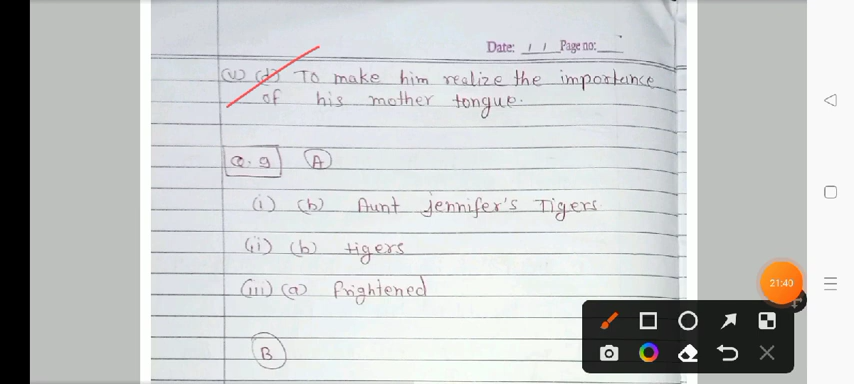 Date: / / Page no:
(v) (d) To make him realize the importance
of his mother tongue.
Q.9 A
(i) (b) Aunt jennifer's Tigers
(ii) (b) tigers
(iii) (a) frightened
21:40
B